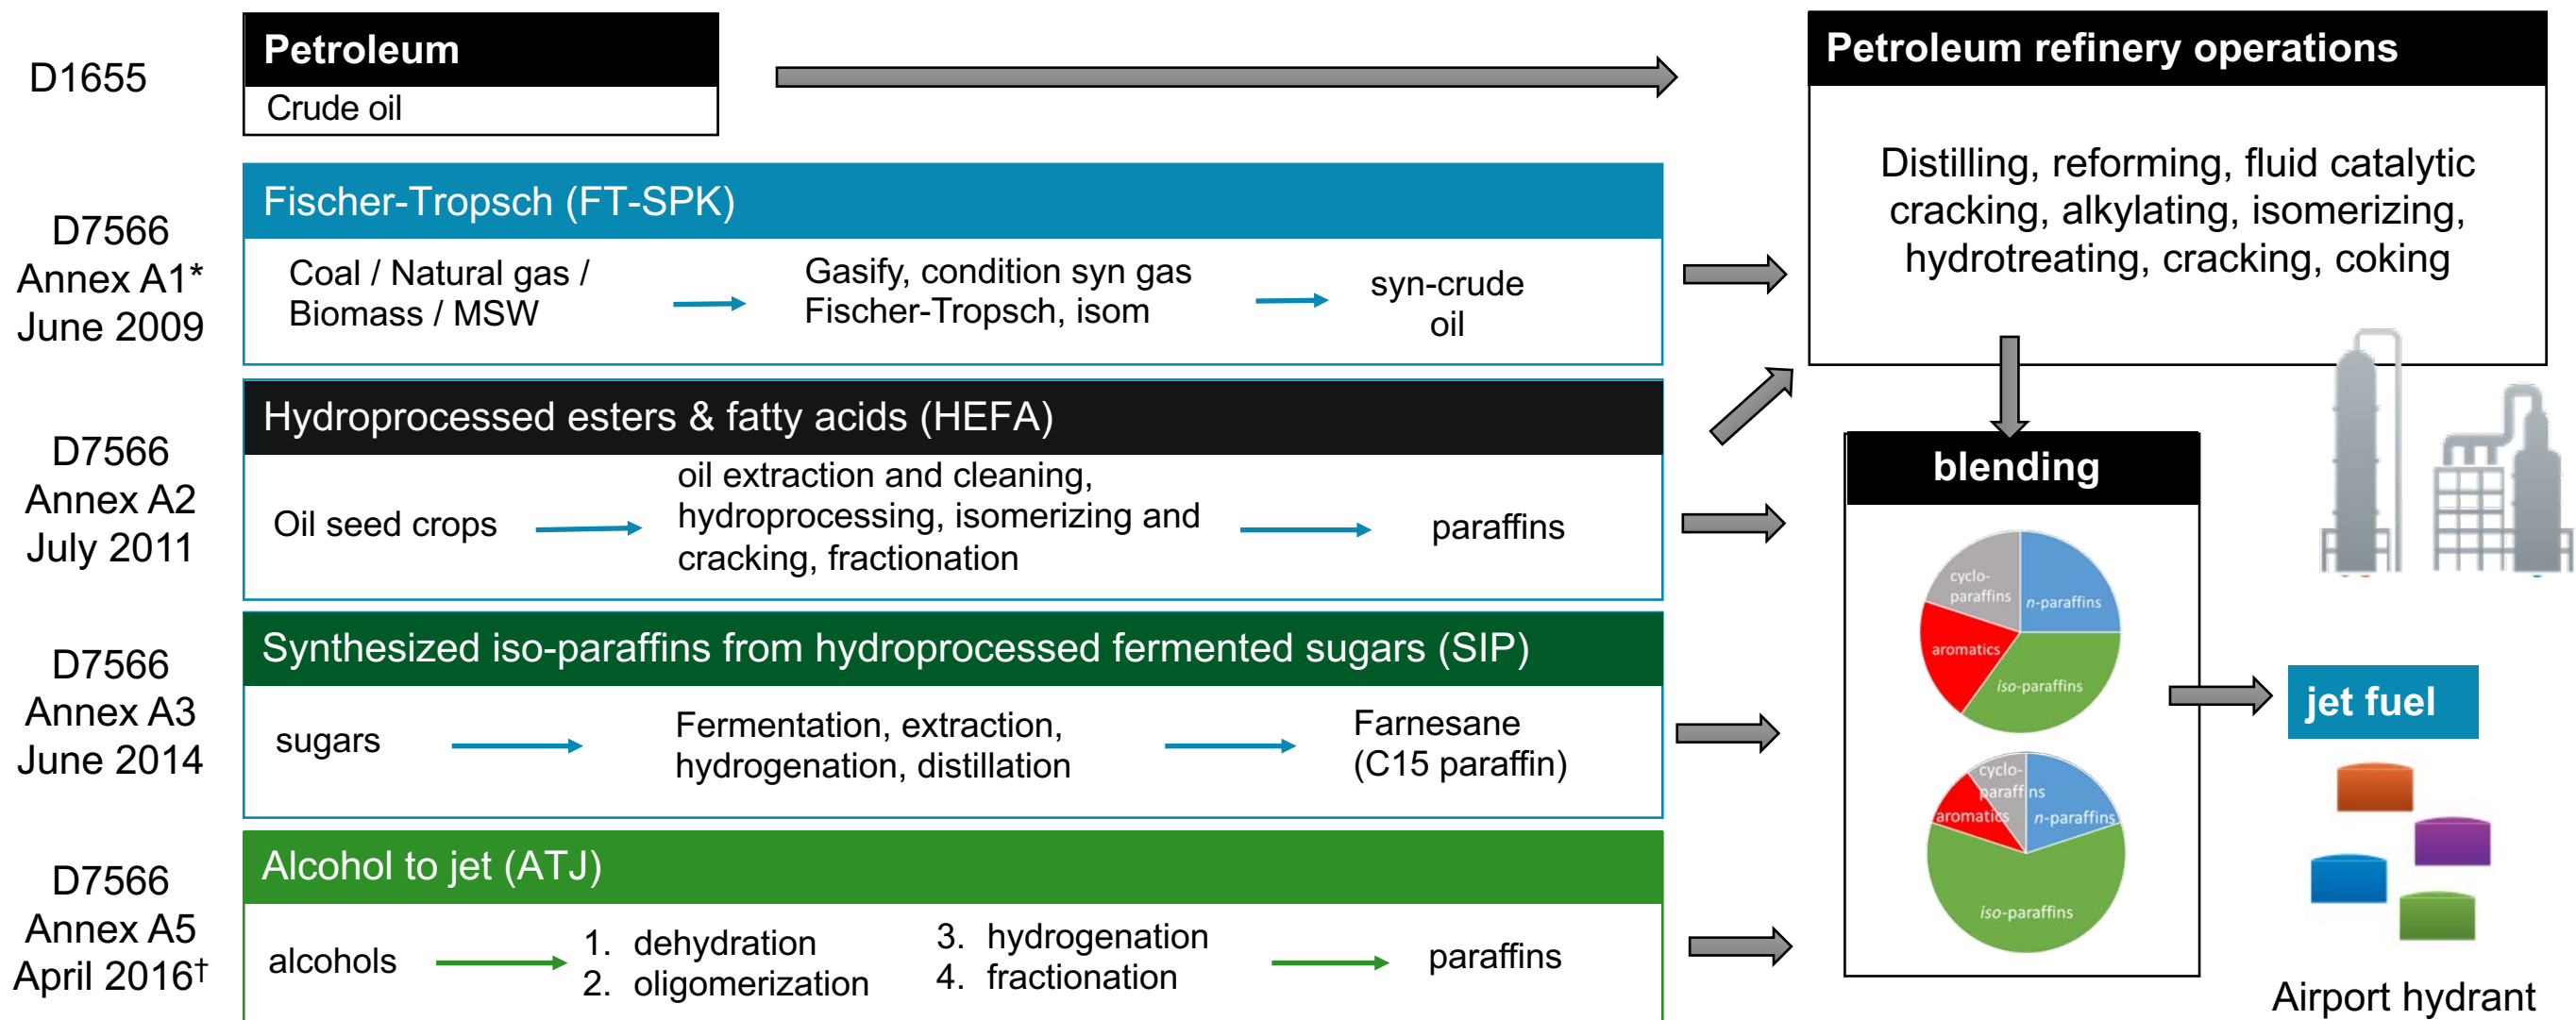 D1655
Petroleum
Crude oil
Petroleum refinery operations
Distilling, reforming, fluid catalytic
cracking, alkylating, isomerizing,
hydrotreating, cracking, coking
D7566
Annex A1*
June 2009
Fischer-Tropsch (FT-SPK)
Coal / Natural gas /
Biomass / MSW
Gasify, condition syn gas
Fischer-Tropsch, isom
syn-crude
oil
D7566
Annex A2
July 2011
Hydroprocessed esters & fatty acids (HEFA)
Oil seed crops
oil extraction and cleaning,
hydroprocessing, isomerizing and
cracking, fractionation
paraffins
D7566
Annex A3
June 2014
Synthesized iso-paraffins from hydroprocessed fermented sugars (SIP)
sugars
Fermentation, extraction,
hydrogenation, distillation
Farnesane
(C15 paraffin)
D7566
Annex A5
April 2016†
Alcohol to jet (ATJ)
alcohols
1. dehydration
2. oligomerization
3. hydrogenation
4. fractionation
paraffins
blending
cyclo-
paraffins
n-paraffins
aromatics
iso-paraffins
cyclo-
paraffins
aromatics
n-paraffins
iso-paraffins
jet fuel
Airport hydrant